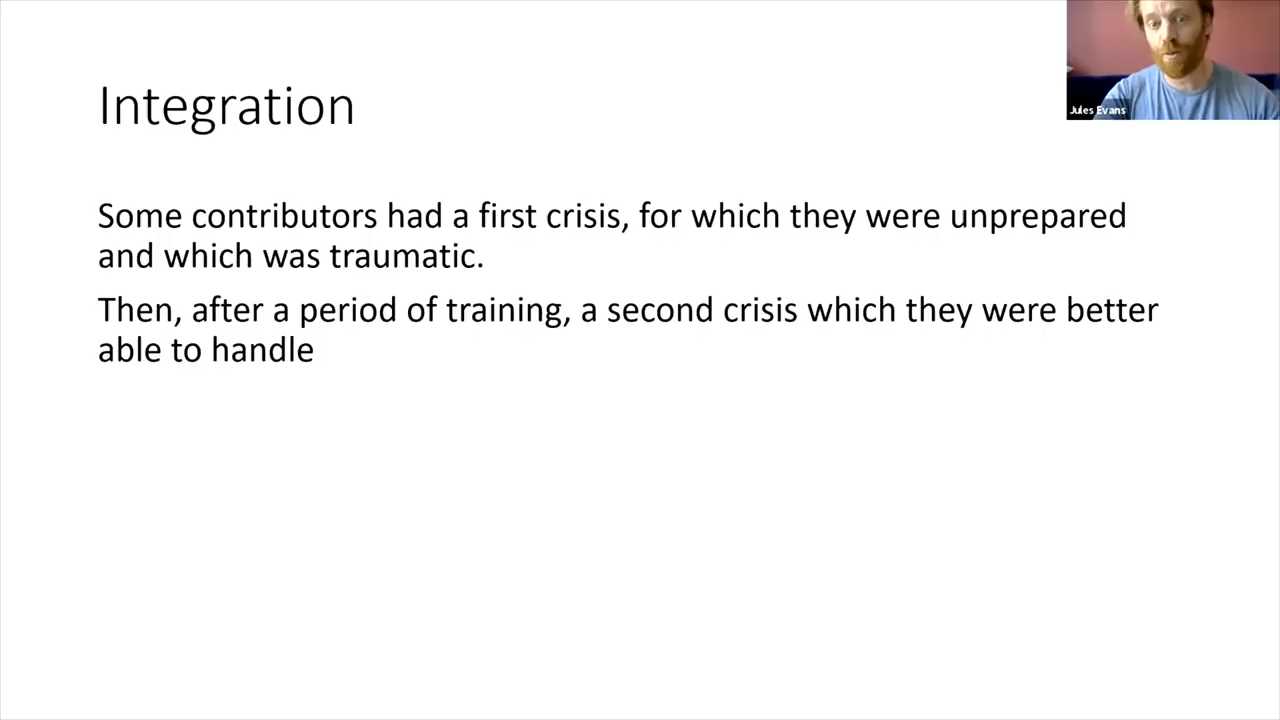 Integration
Jules Evans
Some contributors had a first crisis, for which they were unprepared
and which was traumatic.
Then, after a period of training, a second crisis which they were better
able to handle